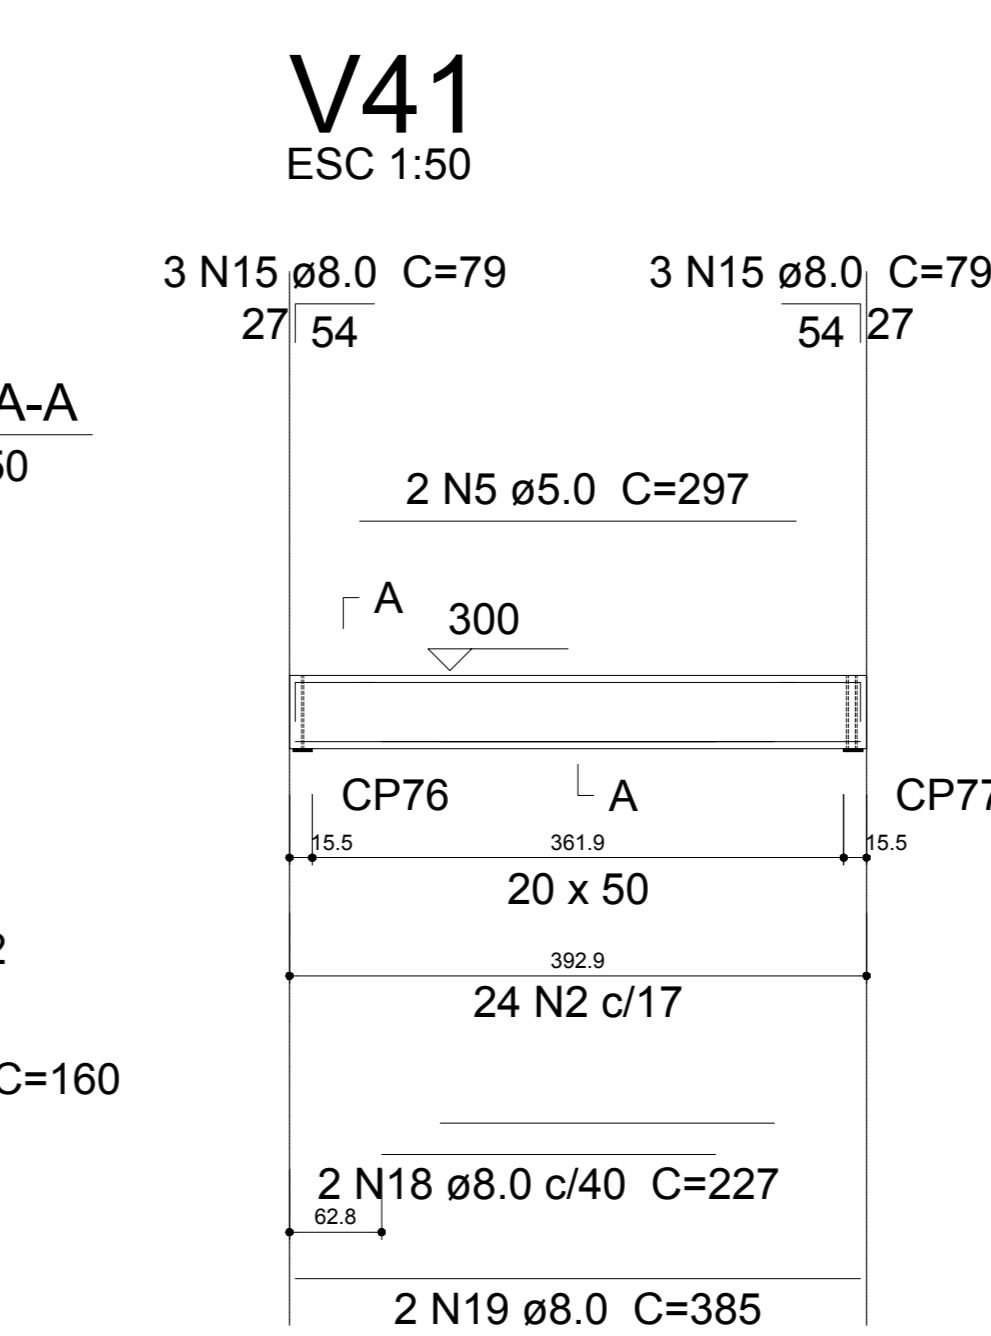 V41
ESC 1:50
3 N15 ø8.0 C=79
3 N15 ø8.0 C=79
27
54
54
27
A-A
50
2 N5 ø5.0 C=297
A
300
CP76
A
CP77
15.5
361.9
15.5
20 x 50
2
392.9
24 N2 c/17
C=160
2 N18 ø8.0 c/40 C=227
62.8
2 N19 ø8.0 C=385